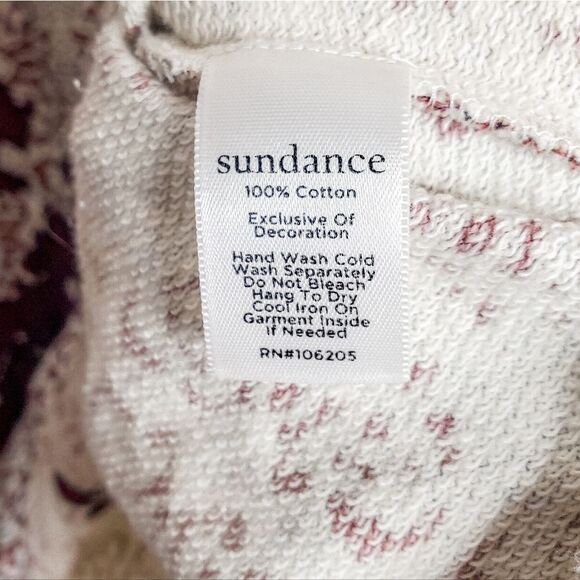 sundance
100% Cotton
Exclusive Of
Decoration
Hand Wash Cold
Wash Separately
Do Not Bleach
Hang To Dry
Cool Iron On
Garment Inside
If Needed
RN#106205